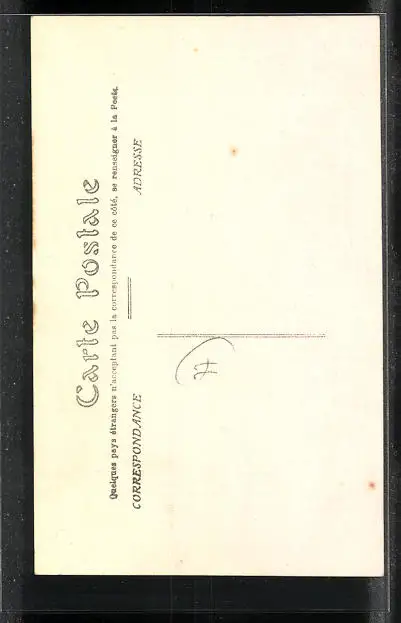 Carte Postale
Quelques pays étrangers n'acceptant pas la correspondance de ce côté, se renseigner à la Poste.
CORRESPONDANCE ADRESSE